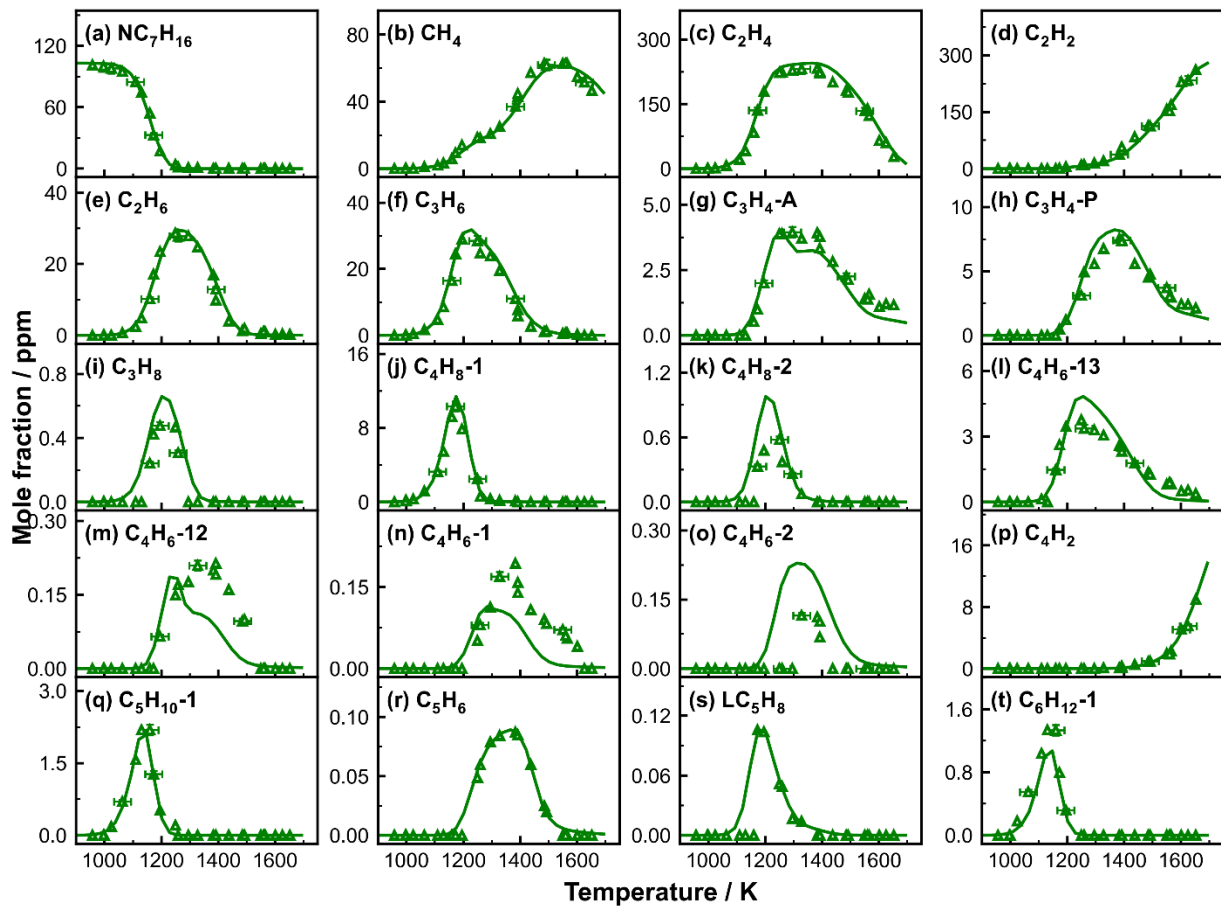 Mole fraction / ppm
(a) NC₇H₁₆
120
80
40
0
(b) CH₄
80
60
40
20
0
(c) C₂H₄
300
150
0
(d) C₂H₂
300
150
0
(e) C₂H₆
40
20
0
(f) C₃H₆
40
20
0
(g) C₃H₄-A
5.0
2.5
0.0
(h) C₃H₄-P
10
5
0
(i) C₃H₈
0.8
0.4
0.0
(j) C₄H₈-1
16
8
0
(k) C₄H₈-2
1.2
0.6
0.0
(l) C₄H₆-13
6
3
0
(m) C₄H₆-12
0.30
0.15
0.00
(n) C₄H₆-1
0.15
0.00
(o) C₄H₆-2
0.30
0.15
0.00
(p) C₄H₂
16
8
0
(q) C₅H₁₀-1
3.0
1.5
0.0
1000 1200 1400 1600
(r) C₅H₆
0.10
0.05
0.00
1000 1200 1400 1600
(s) LC₅H₈
0.12
0.06
0.00
1000 1200 1400 1600
(t) C₆H₁₂-1
1.6
0.8
0.0
1000 1200 1400 1600
Temperature / K